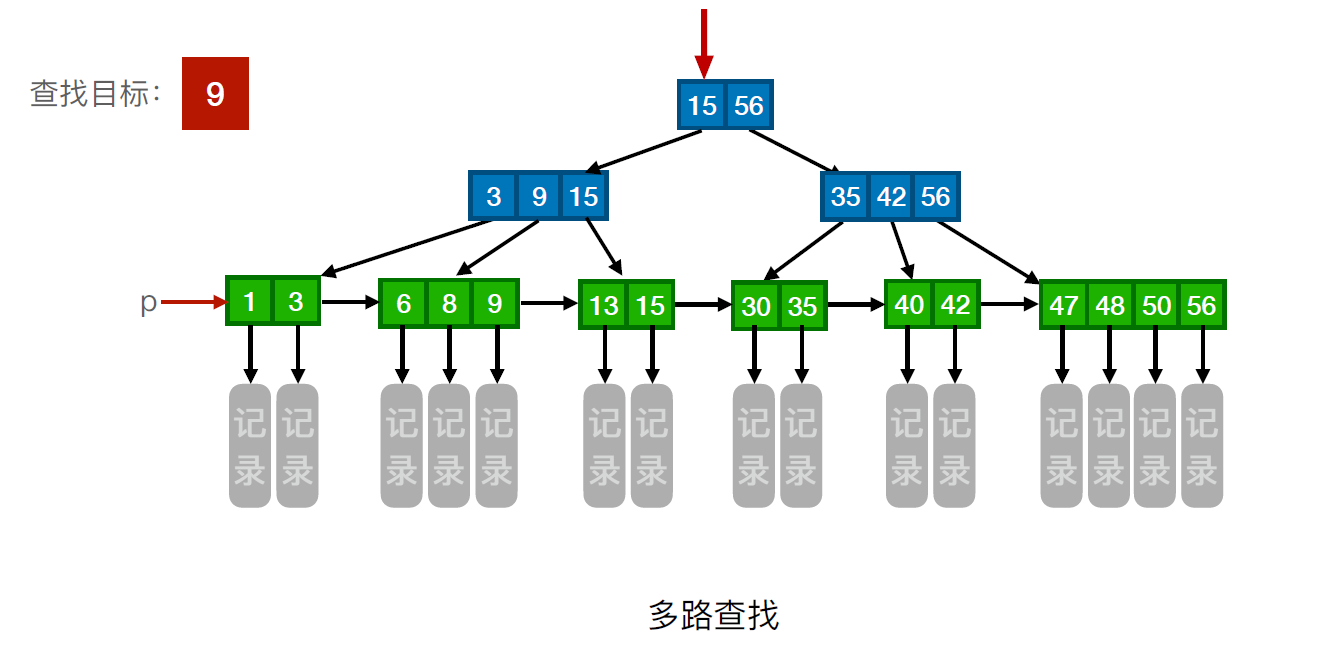 查找目标： 9
15 56
3 9 15
35 42 56
p
1 3
6 8 9
13 15
30 35
40 42
47 48 50 56
记录 记录
记录 记录 记录
记录 记录
记录 记录
记录 记录
记录 记录 记录 记录
多路查找